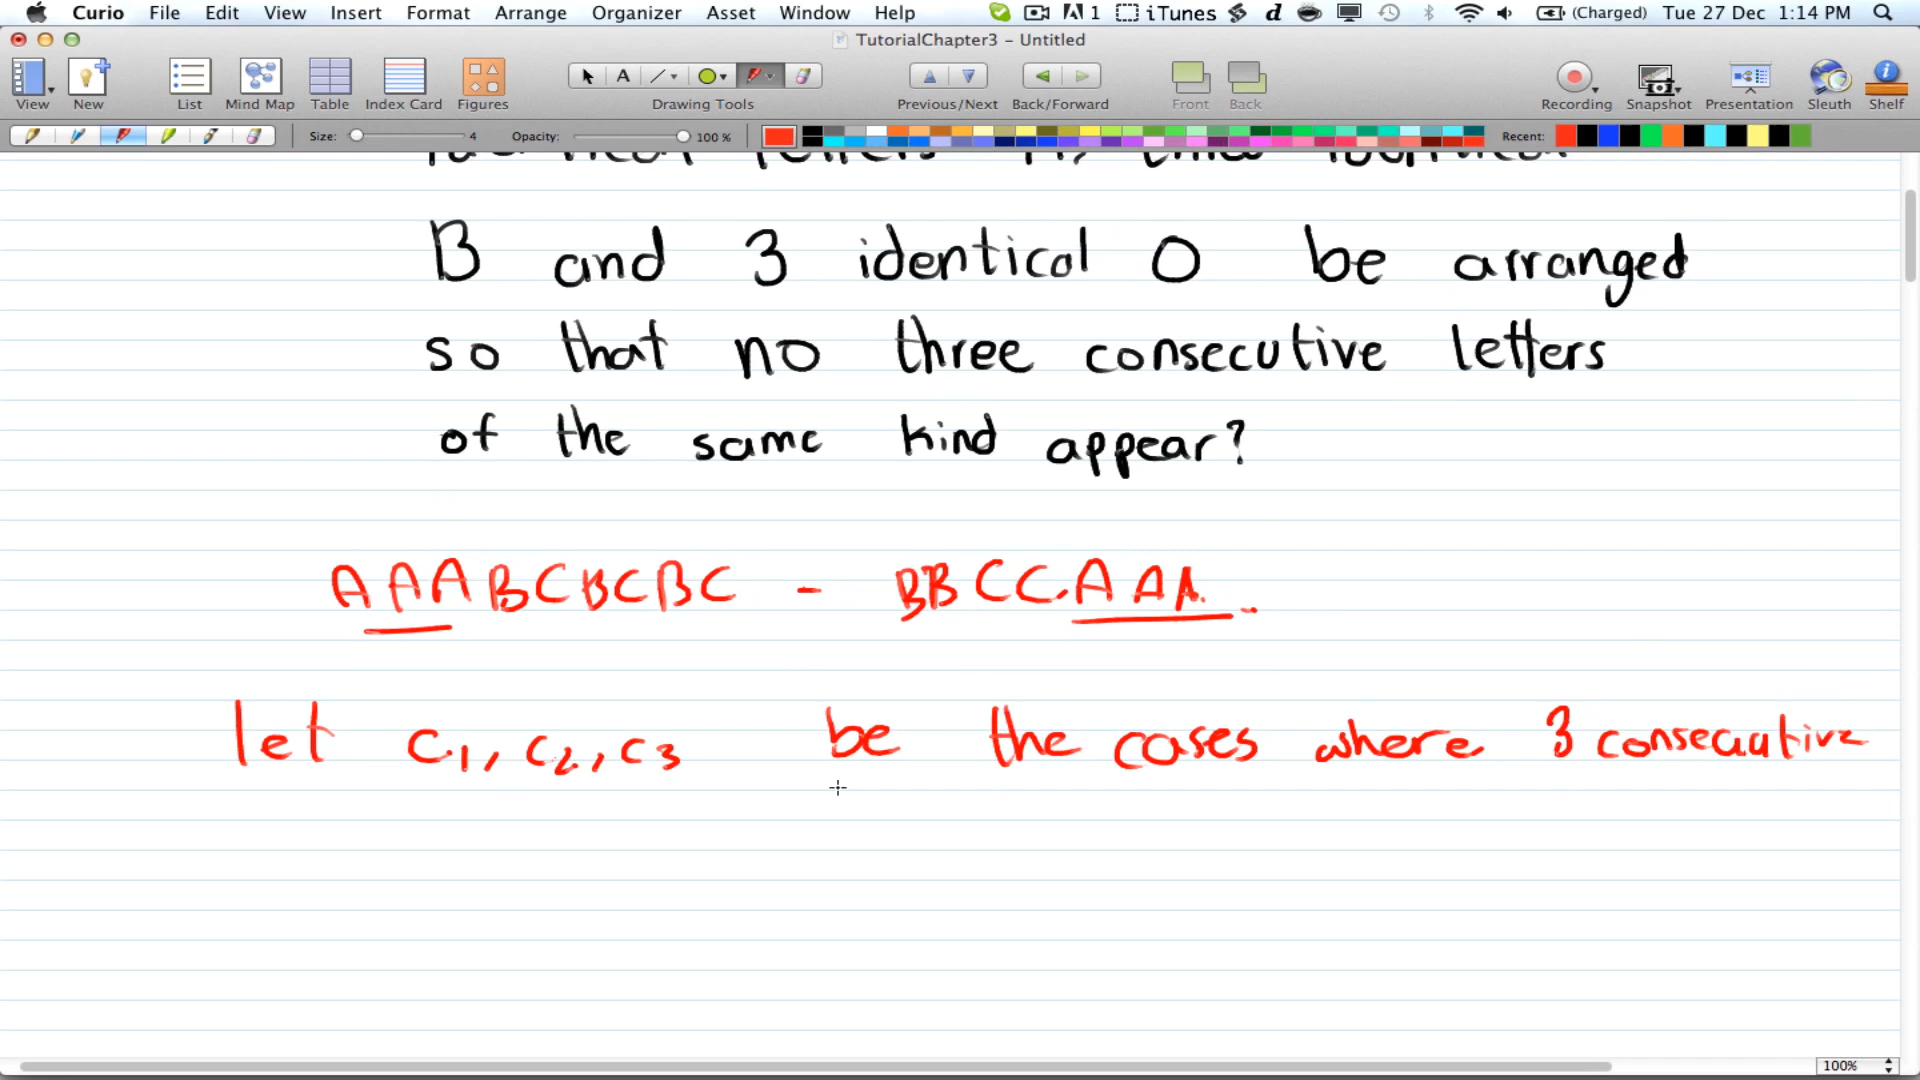 Curio File Edit View Insert Format Arrange Organizer Asset Window Help 1 iTunes d (Charged) Tue 27 Dec 1:14 PM
TutorialChapter3 – Untitled
View New List Mind Map Table Index Card Figures Drawing Tools Previous/Next Back/Forward Front Back Recording Snapshot Presentation Sleuth Shelf
Size: 4 Opacity: 100 % Recent:
B and 3 identical O be arranged
so that no three consecutive letters
of the same kind appear?
AAABCBCBC - BBCC.AAA.
let C1, C2, C3 be the cases where 3 consecutive
100%